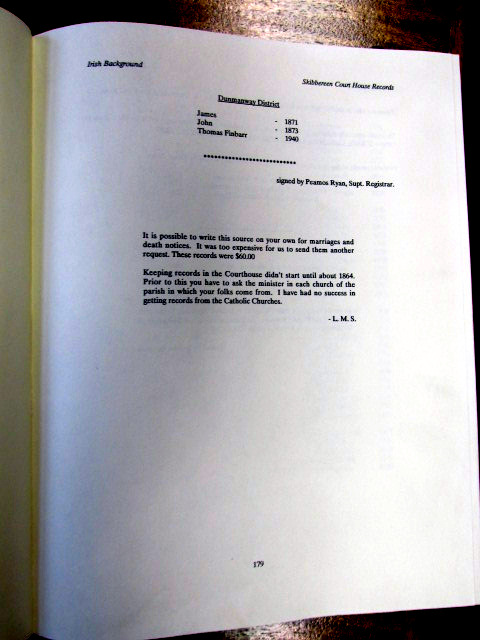 Irish Background
Skibbereen Court House Records
Dunmanway District
James - 1871
John - 1873
Thomas Finbarr - 1940
**************************
signed by Peamos Ryan, Supt. Registrar.
It is possible to write this source on your own for marriages and
death notices. It was too expensive for us to send them another
request. These records were $60.00
Keeping records in the Courthouse didn't start until about 1864.
Prior to this you have to ask the minister in each church of the
parish in which your folks come from. I have had no success in
getting records from the Catholic Churches.
- L. M. S.
179